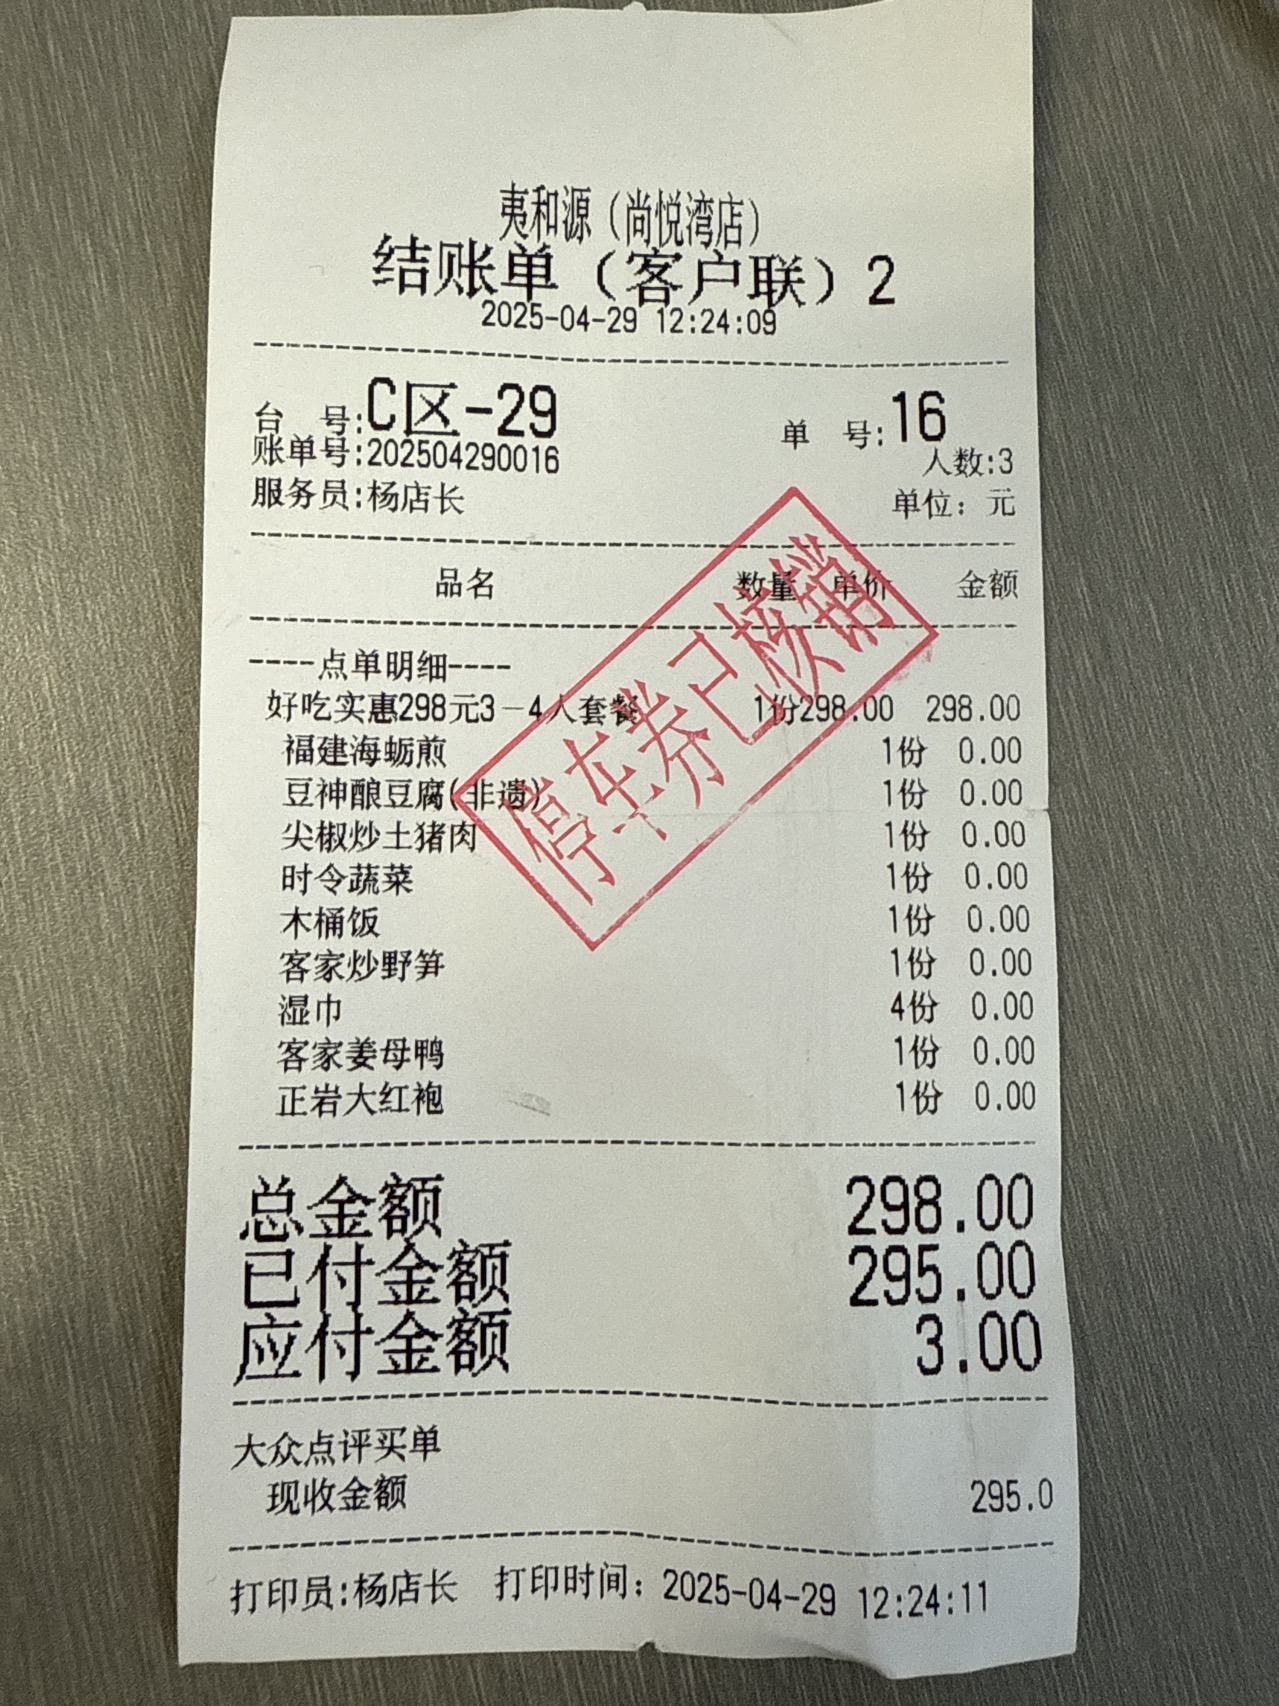 夷和源（尚悦湾店）
结账单（客户联）2
2025-04-29 12:24:09
台 号:C区-29 单 号:16
账单号:202504290016 人数:3
服务员:杨店长 单位：元
品名 数量 单价 金额
----点单明细----
好吃实惠298元3－4人套餐 1份298.00 298.00
福建海蛎煎 1份 0.00
豆神酿豆腐(非遗) 1份 0.00
尖椒炒土猪肉 1份 0.00
时令蔬菜 1份 0.00
木桶饭 1份 0.00
客家炒野笋 1份 0.00
湿巾 4份 0.00
客家姜母鸭 1份 0.00
正岩大红袍 1份 0.00
停车券已核销
总金额 298.00
已付金额 295.00
应付金额 3.00
大众点评买单
现收金额 295.0
打印员:杨店长 打印时间：2025-04-29 12:24:11